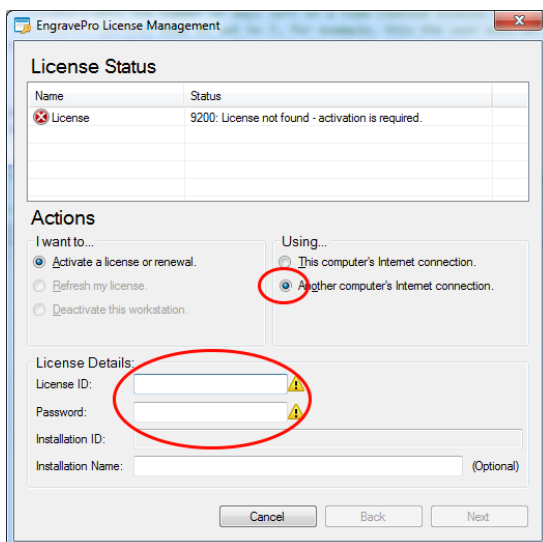 EngravePro License Management
License Status
Name Status
License 9200: License not found - activation is required.
Actions
I want to... Using...
Activate a license or renewal. This computer's Internet connection.
Refresh my license. Another computer's Internet connection.
Deactivate this workstation.
License Details:
License ID:
Password:
Installation ID:
Installation Name: (Optional)
Cancel Back Next